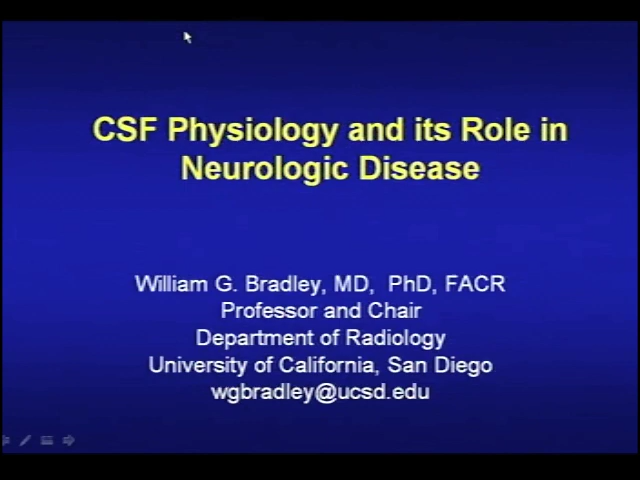 CSF Physiology and its Role in
Neurologic Disease
William G. Bradley, MD, PhD, FACR
Professor and Chair
Department of Radiology
University of California, San Diego
wgbradley@ucsd.edu